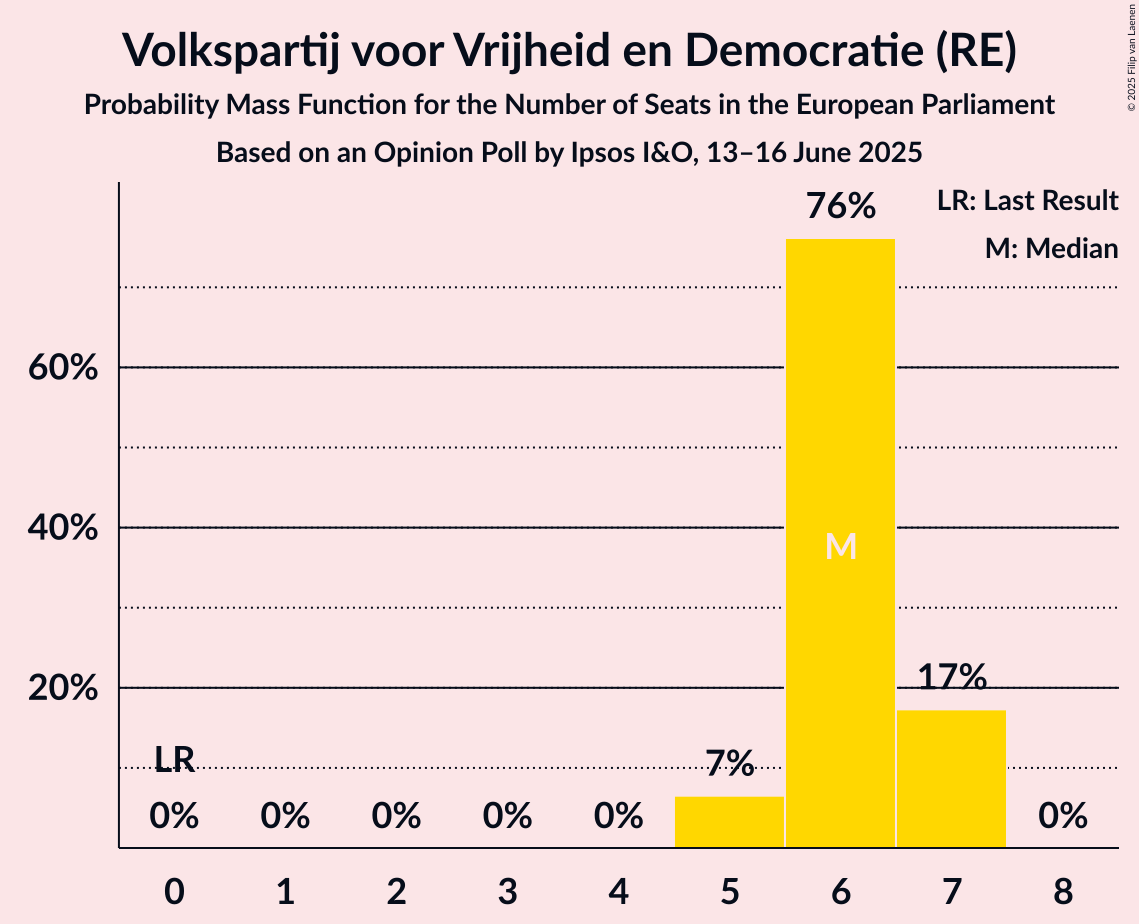 Volkspartij voor Vrijheid en Democratie (RE)
Probability Mass Function for the Number of Seats in the European Parliament
Based on an Opinion Poll by Ipsos I&O, 13–16 June 2025
© 2025 Filip van Laenen
LR: Last Result
M: Median
76%
60%
40%
M
20%
17%
LR
7%
0%
0%
0%
0%
0%
0%
0
1
2
3
4
5
6
7
8